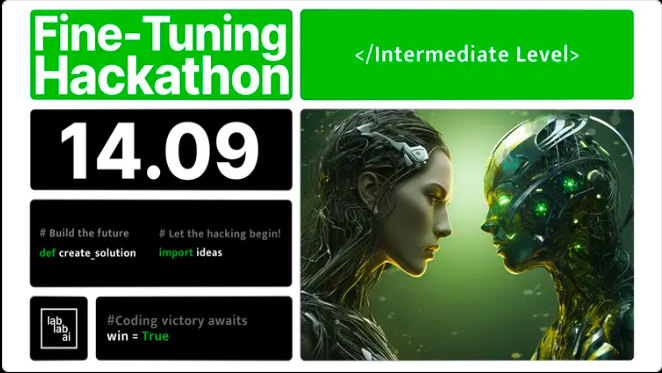 Fine-Tuning
Hackathon
</Intermediate Level>
14.09
# Build the future
def create_solution
# Let the hacking begin!
import ideas
lab
lab
ai
#Coding victory awaits
win = True